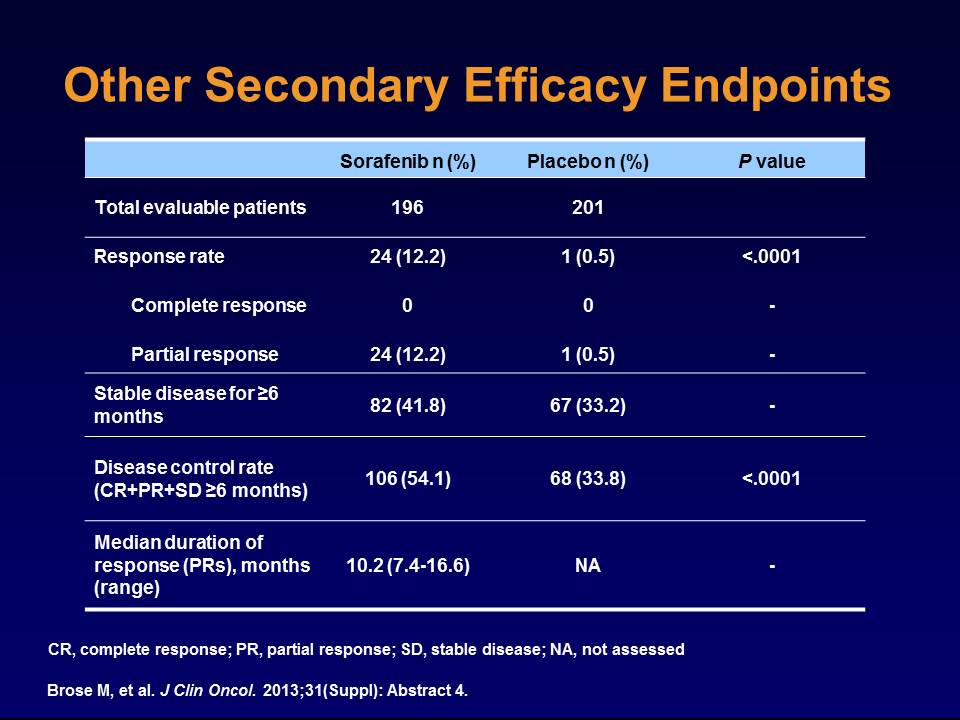 Other Secondary Efficacy Endpoints
Sorafenib n (%) Placebo n (%) P value
Total evaluable patients 196 201
Response rate 24 (12.2) 1 (0.5) <.0001
Complete response 0 0 -
Partial response 24 (12.2) 1 (0.5) -
Stable disease for ≥6
months 82 (41.8) 67 (33.2) -
Disease control rate
(CR+PR+SD ≥6 months) 106 (54.1) 68 (33.8) <.0001
Median duration of
response (PRs), months 10.2 (7.4-16.6) NA -
(range)
CR, complete response; PR, partial response; SD, stable disease; NA, not assessed
Brose M, et al. J Clin Oncol. 2013;31(Suppl): Abstract 4.